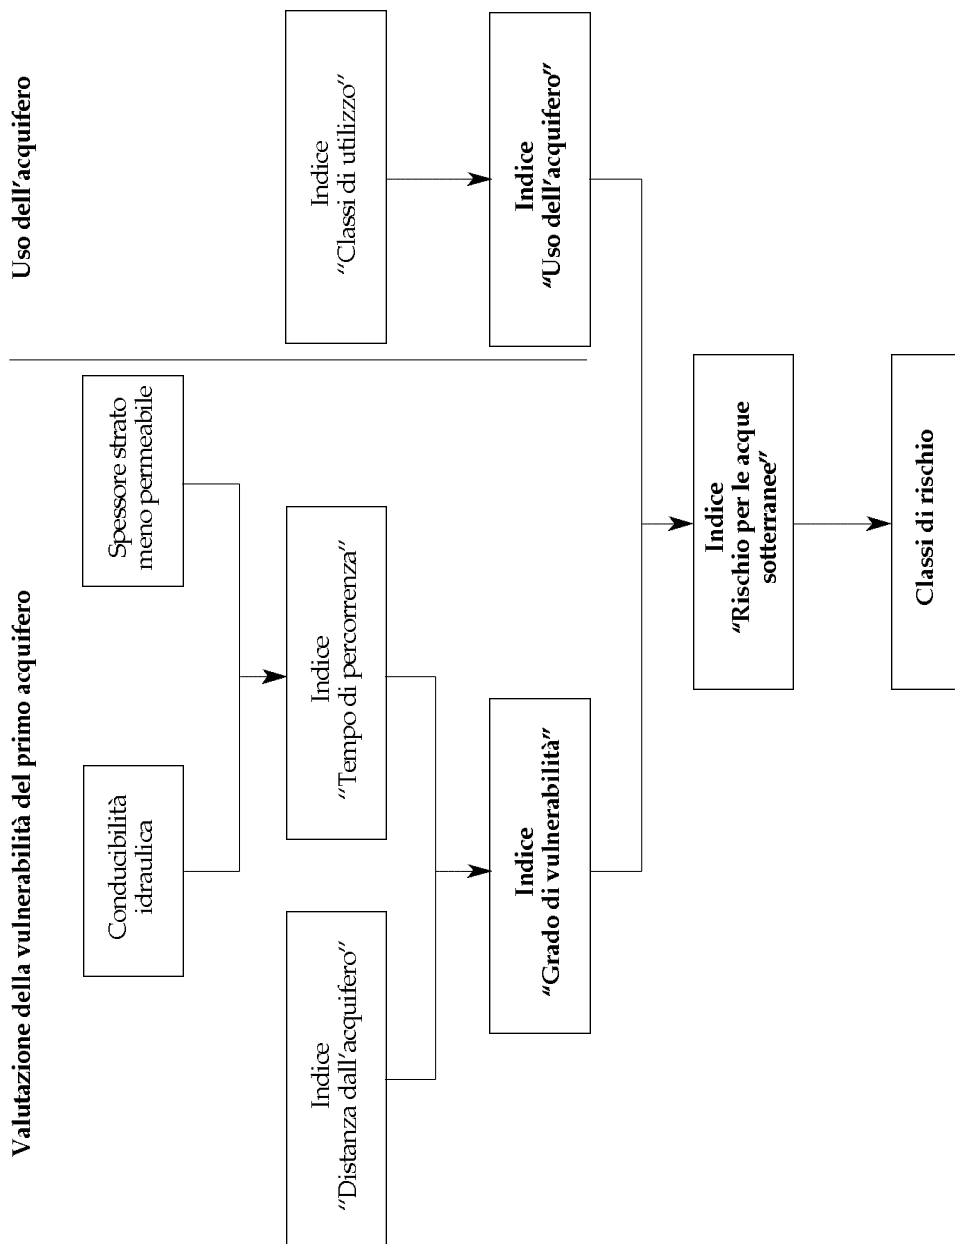 Valutazione della vulnerabilità del primo acquifero
Uso dell'acquifero
Conducibilità
idraulica
Spessore strato
meno permeabile
Indice
“Distanza dall'acquifero”
Indice
“Tempo di percorrenza”
Indice
“Classi di utilizzo”
Indice
“Grado di vulnerabilità”
Indice
“Uso dell'acquifero”
Indice
“Rischio per le acque
sotterranee”
Classi di rischio